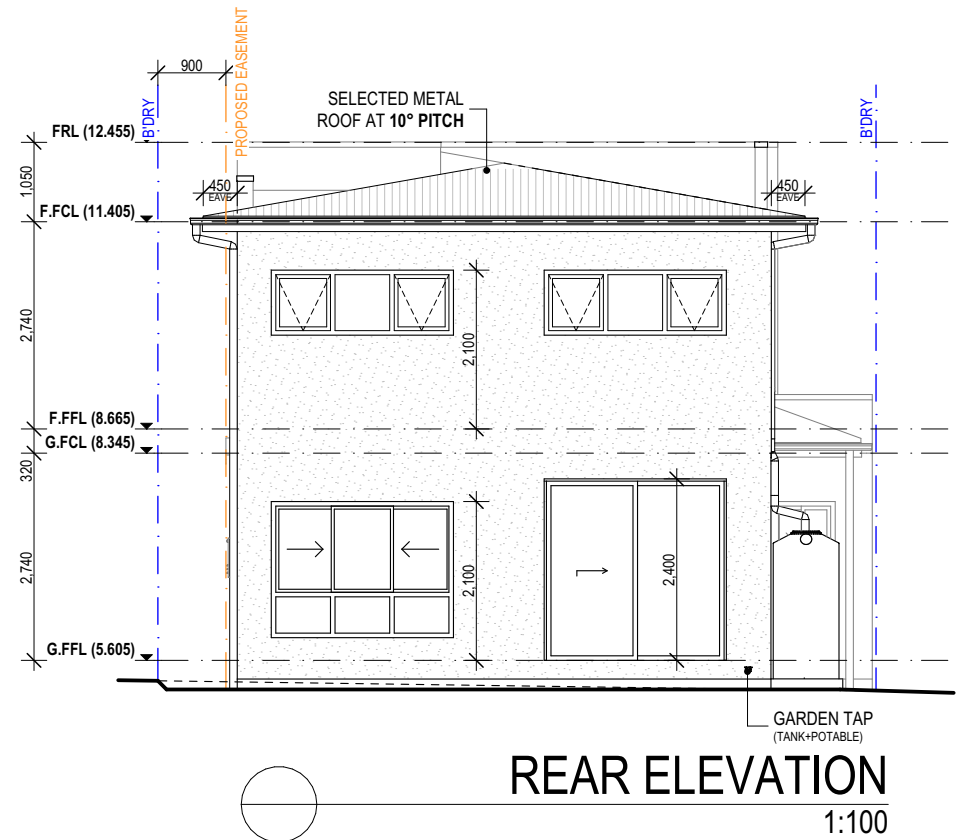 900
B'DRY
PROPOSED EASEMENT
B'DRY
SELECTED METAL
ROOF AT 10° PITCH
FRL (12.455)
1,050
450
EAVE
450
EAVE
F.FCL (11.405)
2,740
2,100
F.FFL (8.665)
G.FCL (8.345)
320
2,740
2,100
2,400
G.FFL (5.605)
GARDEN TAP
(TANK+POTABLE)
REAR ELEVATION
1:100